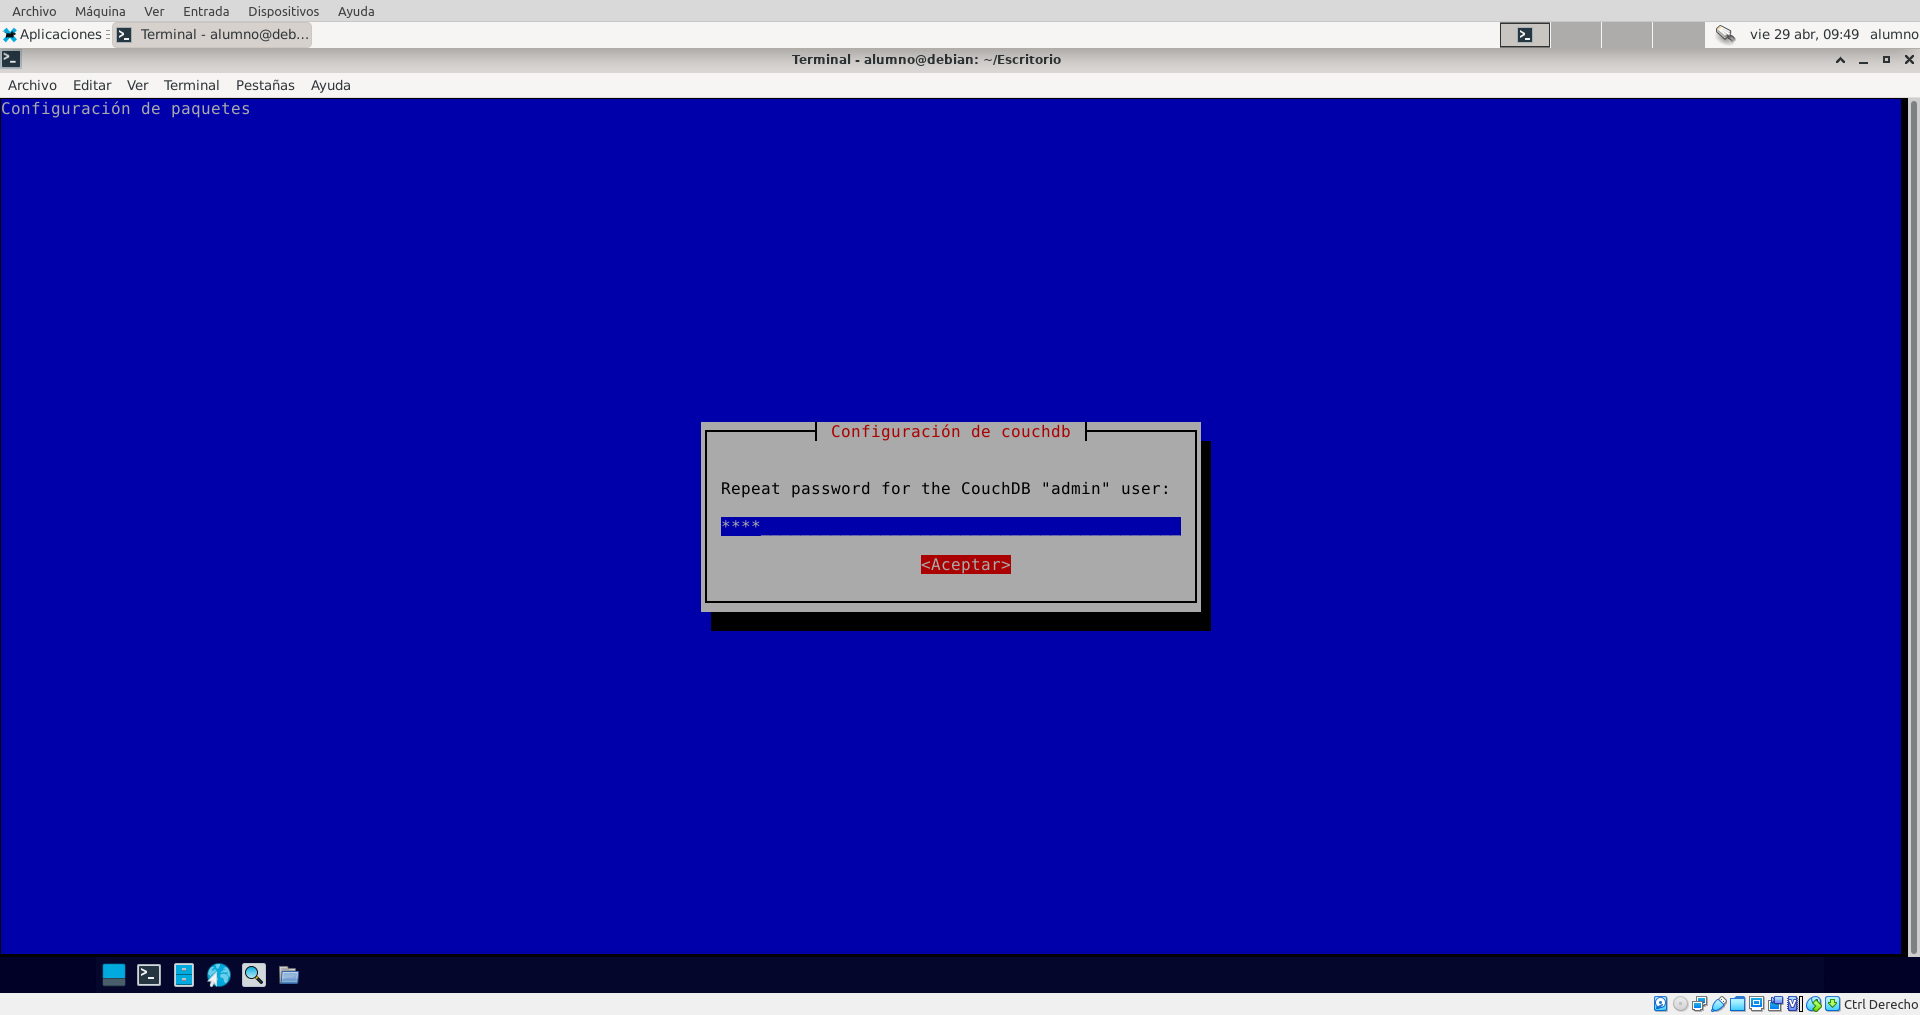 Archivo Máquina Ver Entrada Dispositivos Ayuda
Aplicaciones Terminal - alumno@deb... vie 29 abr, 09:49 alumno
Terminal - alumno@debian: ~/Escritorio
Archivo Editar Ver Terminal Pestañas Ayuda
Configuración de paquetes
Configuración de couchdb
Repeat password for the CouchDB "admin" user:
****
<Aceptar>
Ctrl Derecho